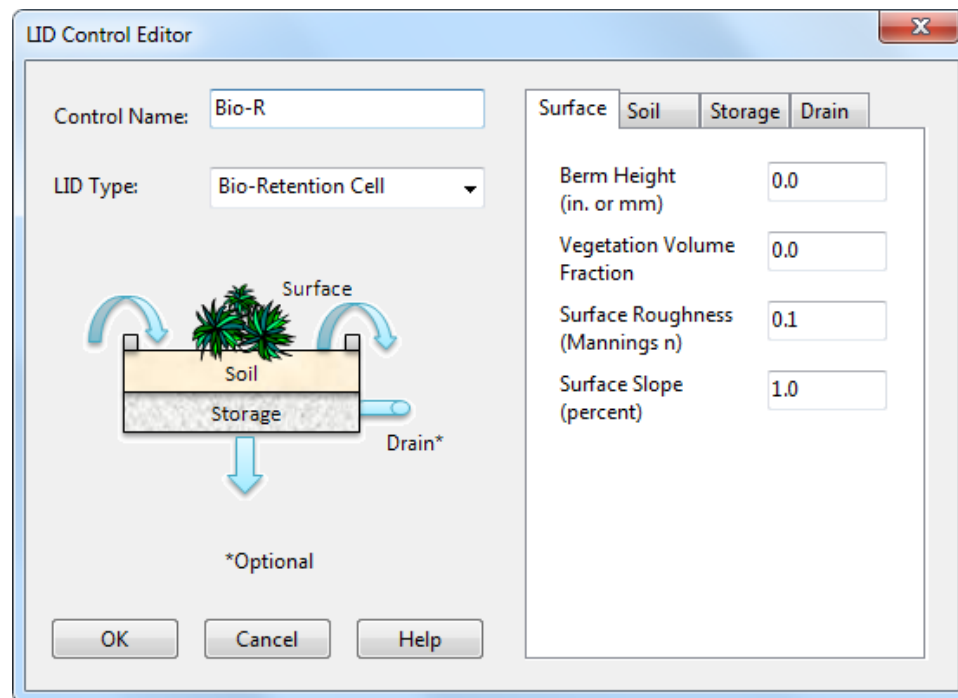 LID Control Editor
X
Control Name: Bio-R
LID Type: Bio-Retention Cell
Surface
Soil
Storage
Drain*
*Optional
OK Cancel Help
Surface Soil Storage Drain
Berm Height 0.0
(in. or mm)
Vegetation Volume 0.0
Fraction
Surface Roughness 0.1
(Mannings n)
Surface Slope 1.0
(percent)